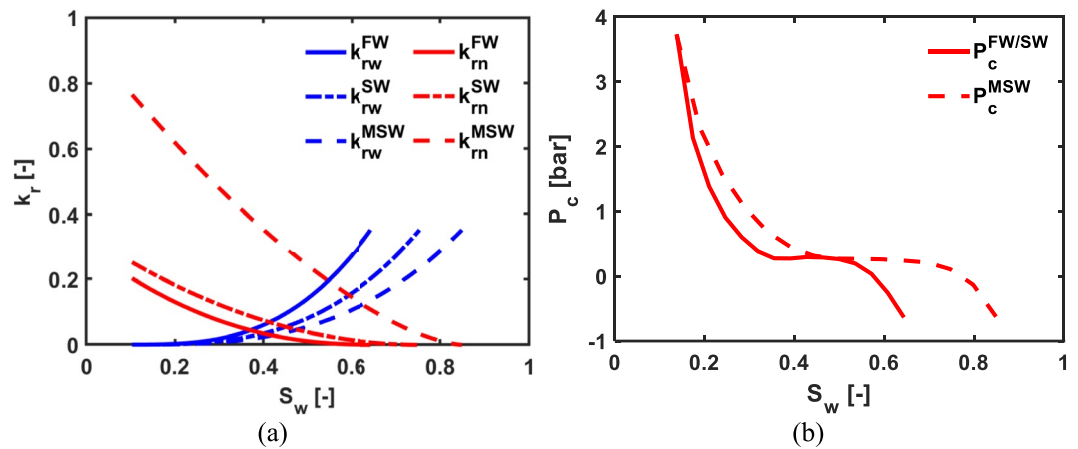 1
0.8
0.6
0.4
0.2
0
k_r [-]
0 0.2 0.4 0.6 0.8 1
S_w [-]
k_rw^FW k_rn^FW
k_rw^SW k_rn^SW
k_rw^MSW k_rn^MSW
(a)
4
3
2
1
0
-1
P_c [bar]
0 0.2 0.4 0.6 0.8 1
S_w [-]
P_c^FW/SW
P_c^MSW
(b)